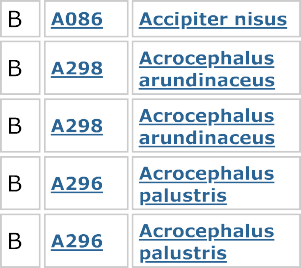 B A086 Accipiter nisus
B A298 Acrocephalus
arundinaceus
B A298 Acrocephalus
arundinaceus
B A296 Acrocephalus
palustris
B A296 Acrocephalus
palustris